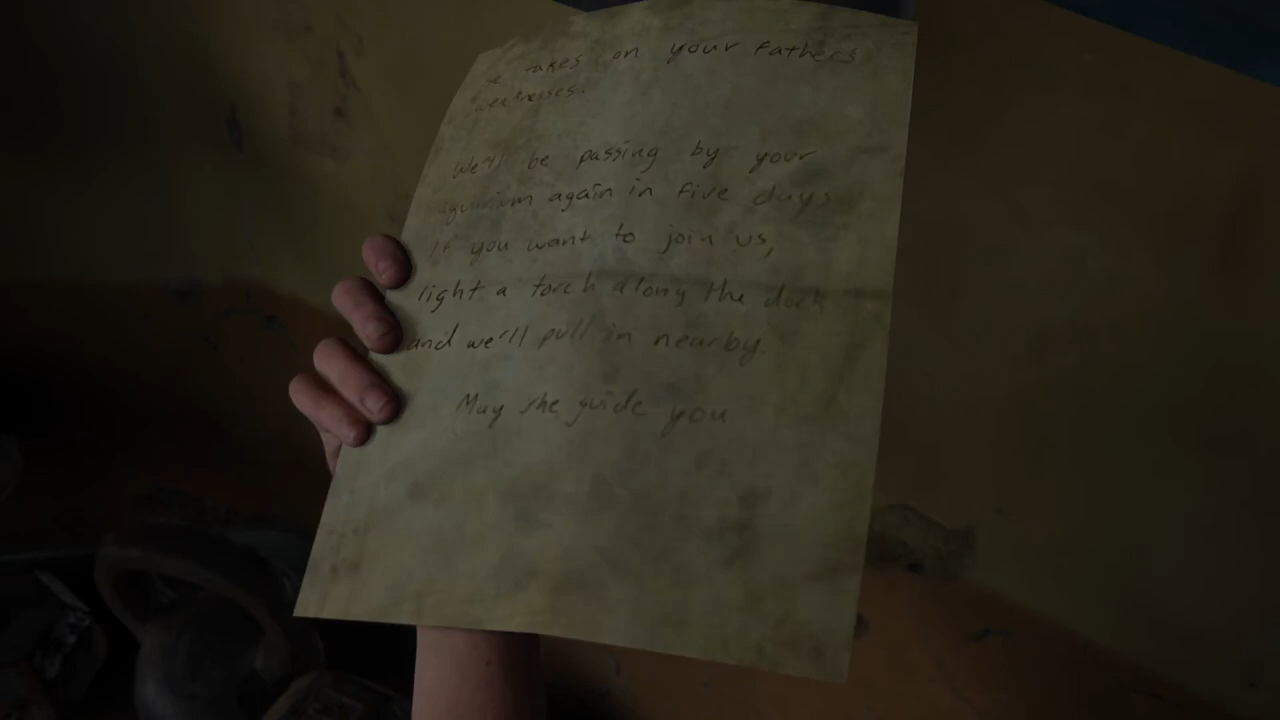 takes on your fathers
weaknesses.
We'll be passing by your
again in five days
If you want to join us,
light a torch along the dock
and we'll pull in nearby.
May she guide you